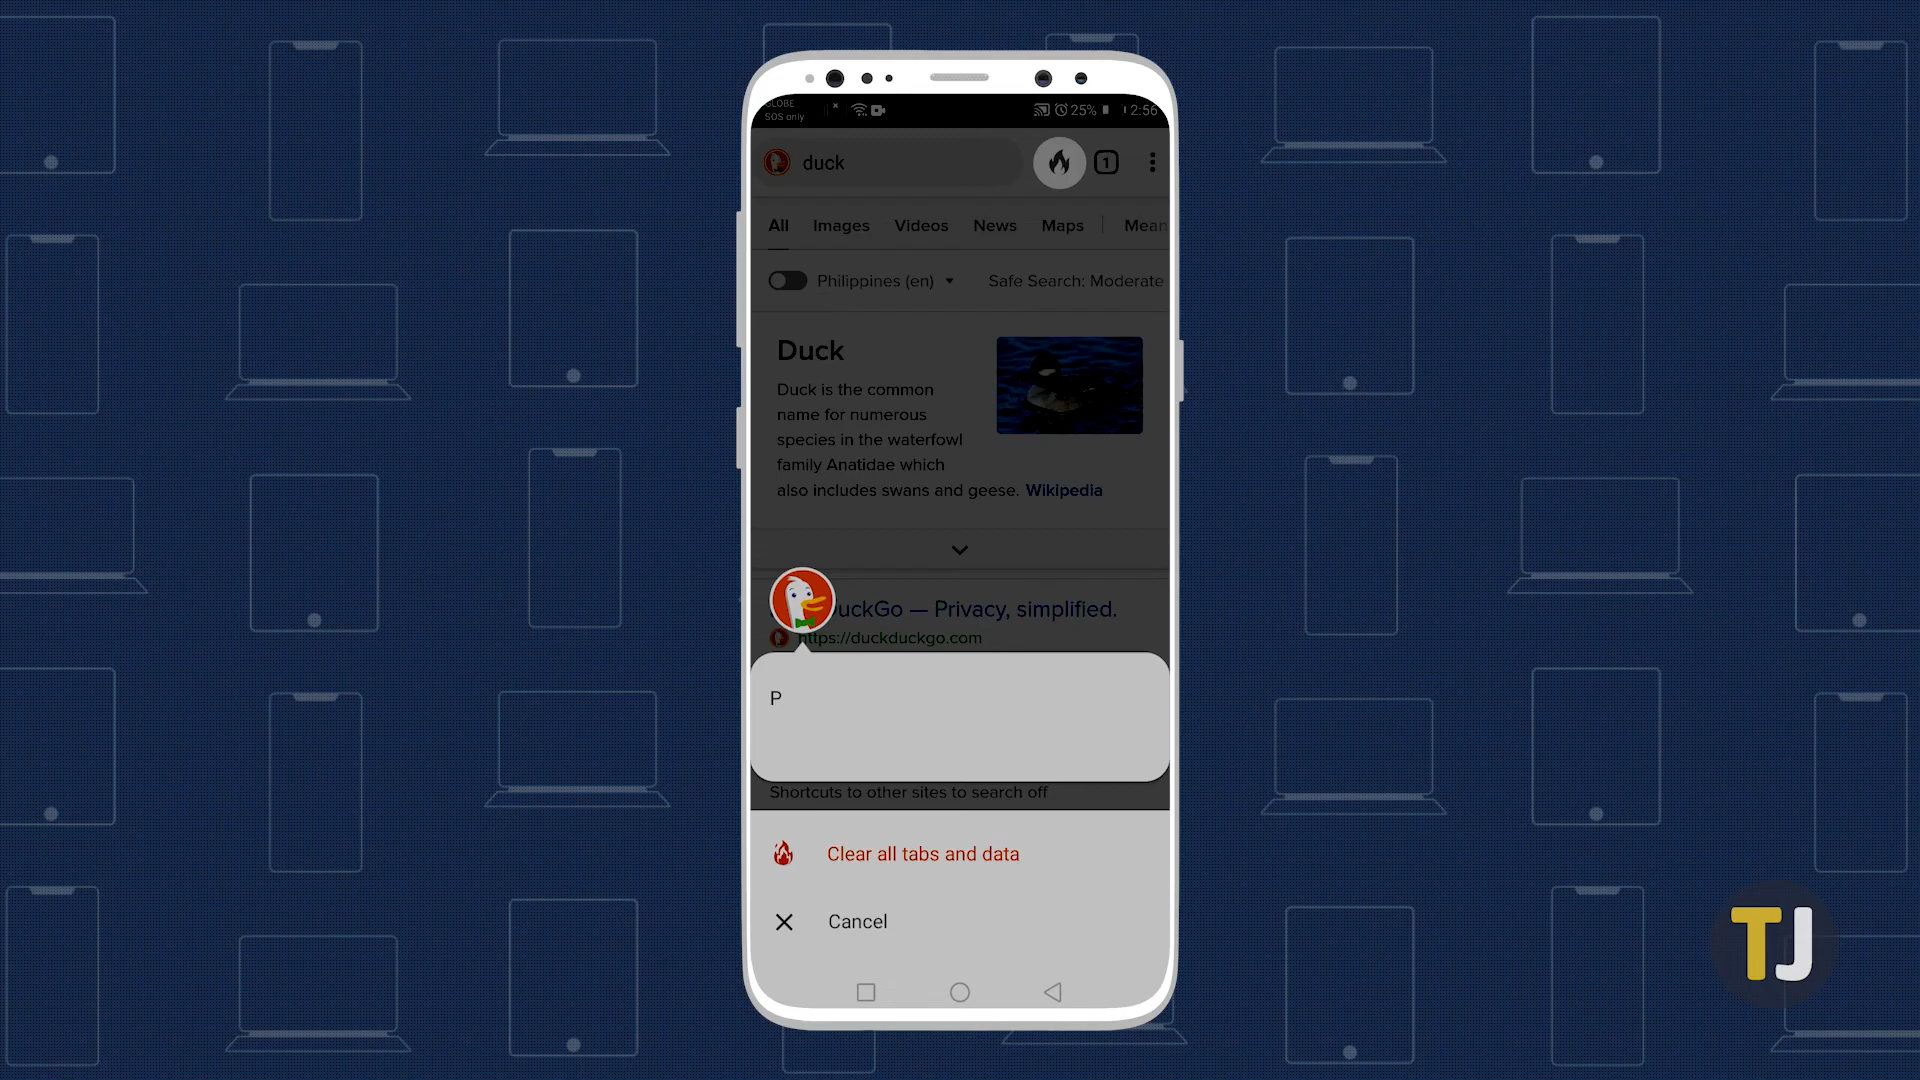 GLOBE
SOS only
25%
12:56
duck
1
All Images Videos News Maps Mean
Philippines (en) Safe Search: Moderate
Duck
Duck is the common
name for numerous
species in the waterfowl
family Anatidae which
also includes swans and geese. Wikipedia
uckGo — Privacy, simplified.
https://duckduckgo.com
P
Shortcuts to other sites to search off
Clear all tabs and data
Cancel
TJ